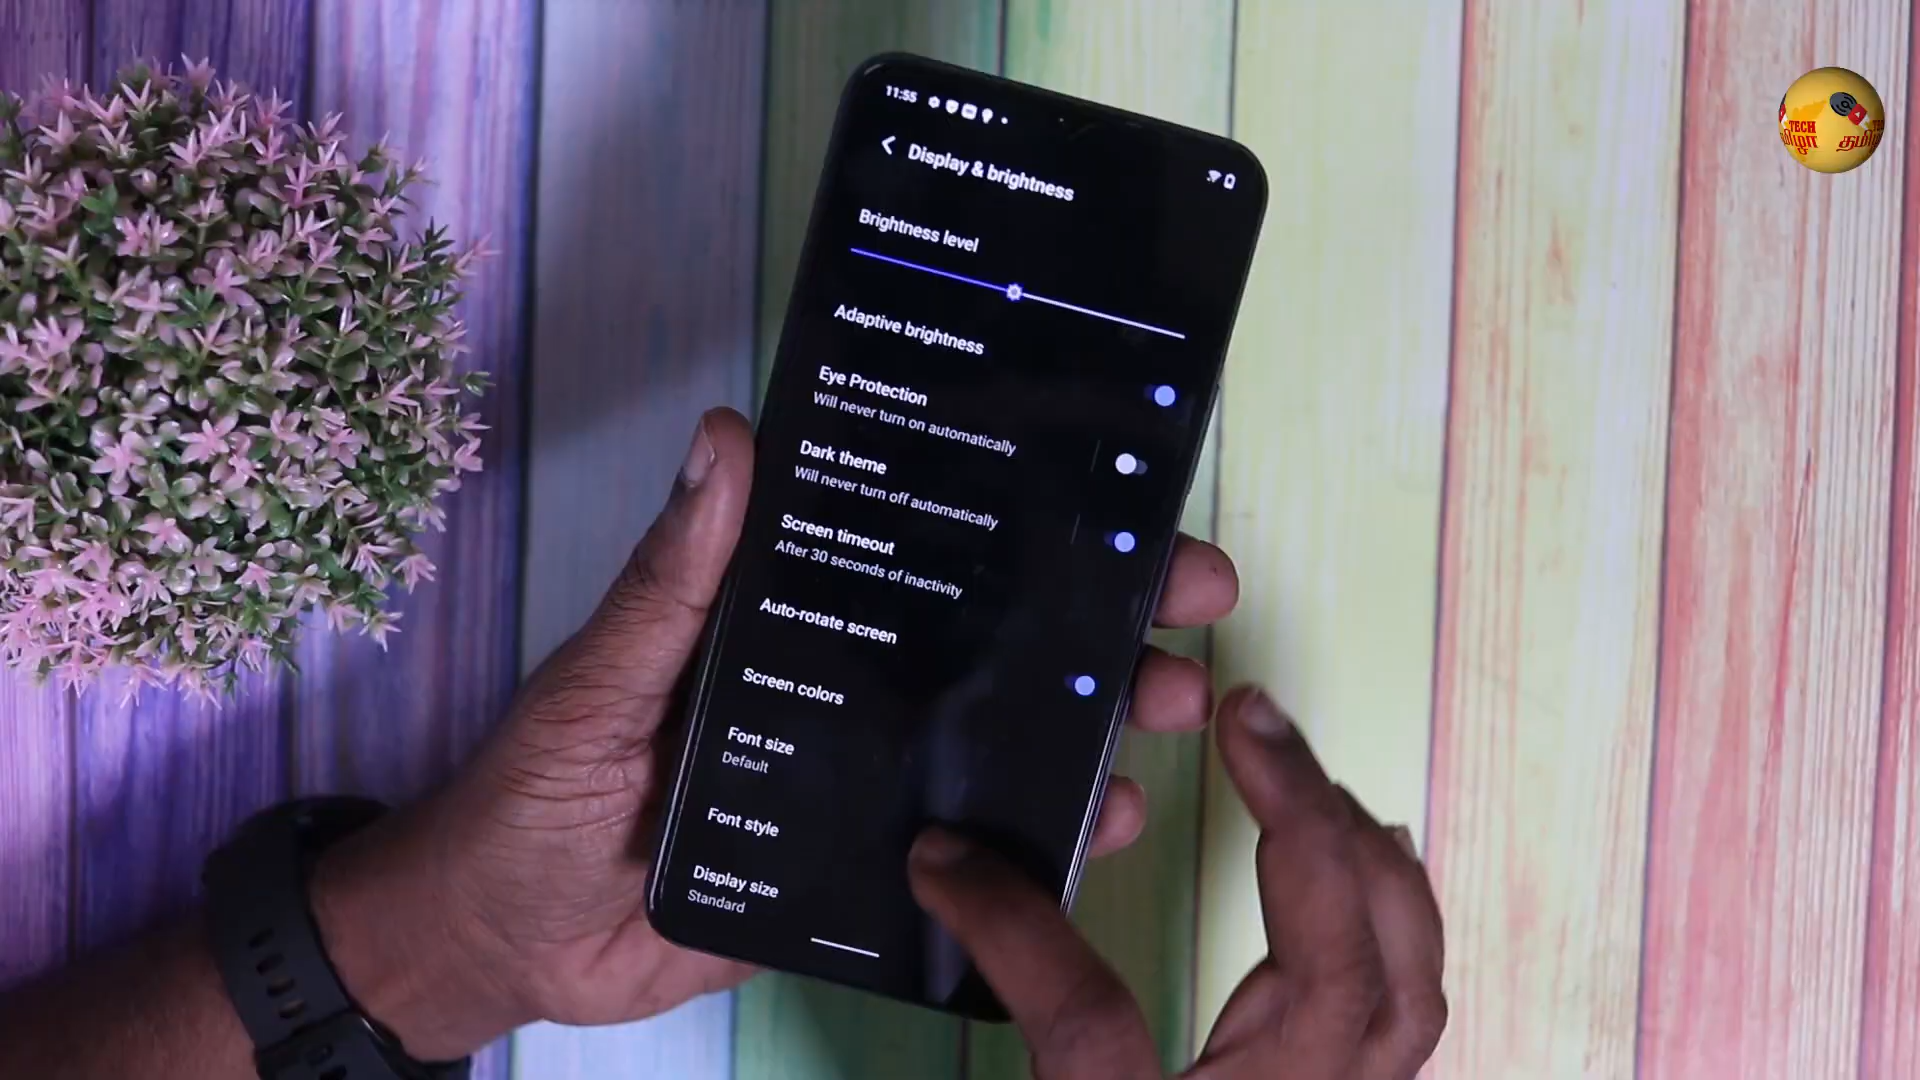 11:55
Display & brightness
Brightness level
Adaptive brightness
Eye Protection
Will never turn on automatically
Dark theme
Will never turn off automatically
Screen timeout
After 30 seconds of inactivity
Auto-rotate screen
Screen colors
Font size
Default
Font style
Display size
Standard
TECH
தமிழா